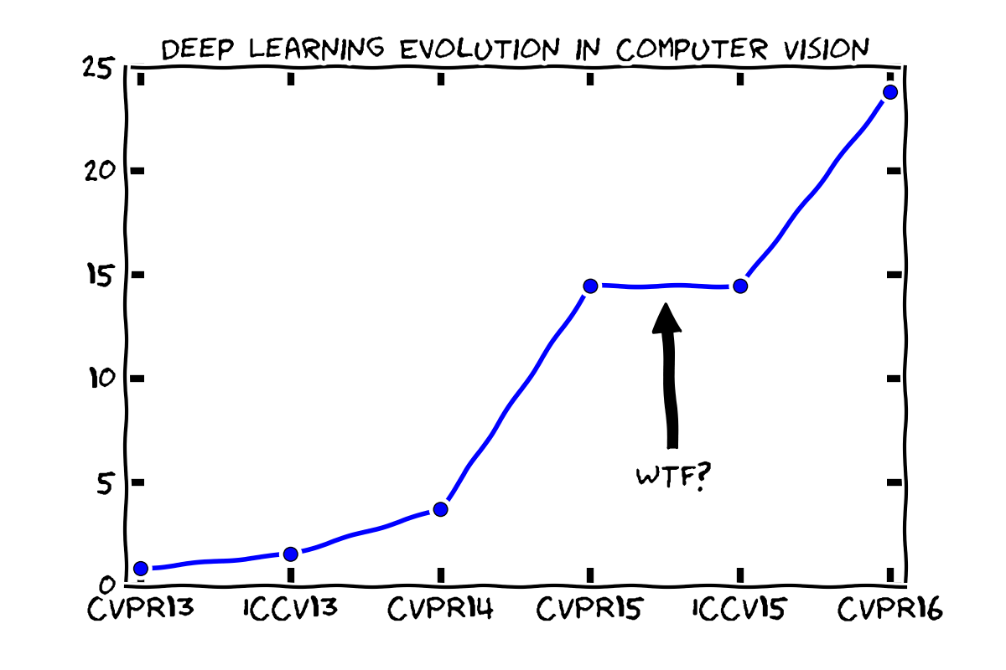 DEEP LEARNING EVOLUTION IN COMPUTER VISION
25
20
15
10
5
0
WTF?
CVPR13 ICCV13 CVPR14 CVPR15 ICCV15 CVPR16